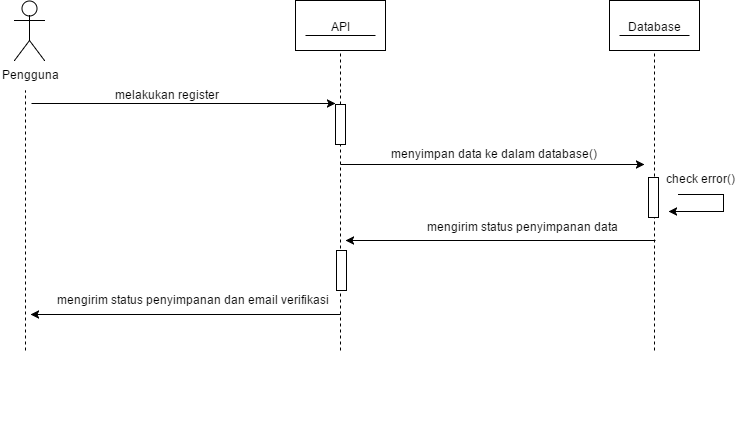 API
Database
Pengguna
melakukan register
menyimpan data ke dalam database()
check error()
mengirim status penyimpanan data
mengirim status penyimpanan dan email verifikasi